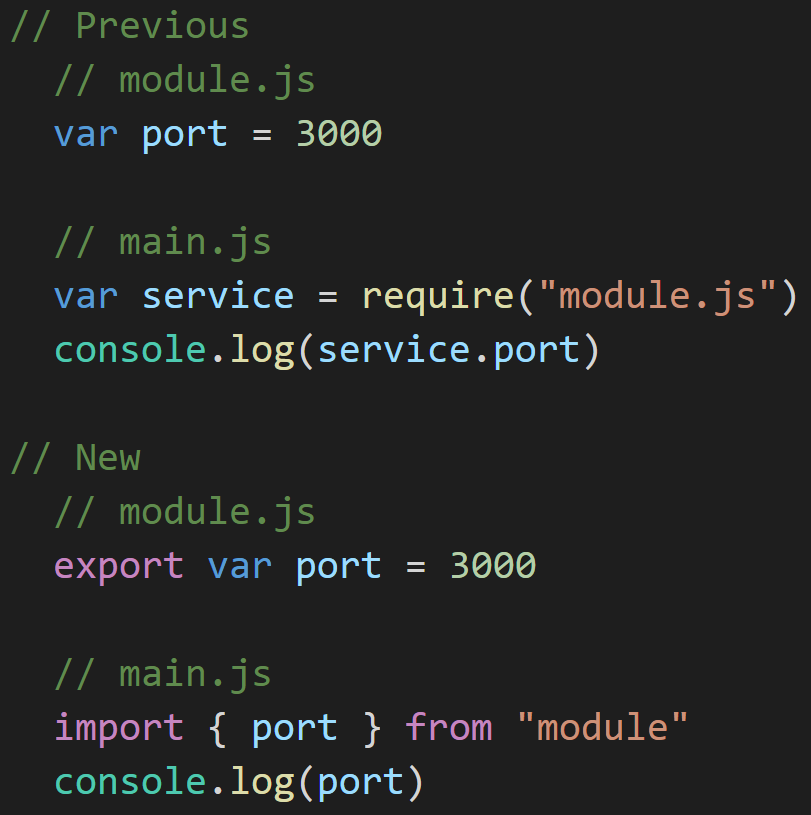 // Previous
// module.js
var port = 3000
// main.js
var service = require("module.js")
console.log(service.port)
// New
// module.js
export var port = 3000
// main.js
import { port } from "module"
console.log(port)